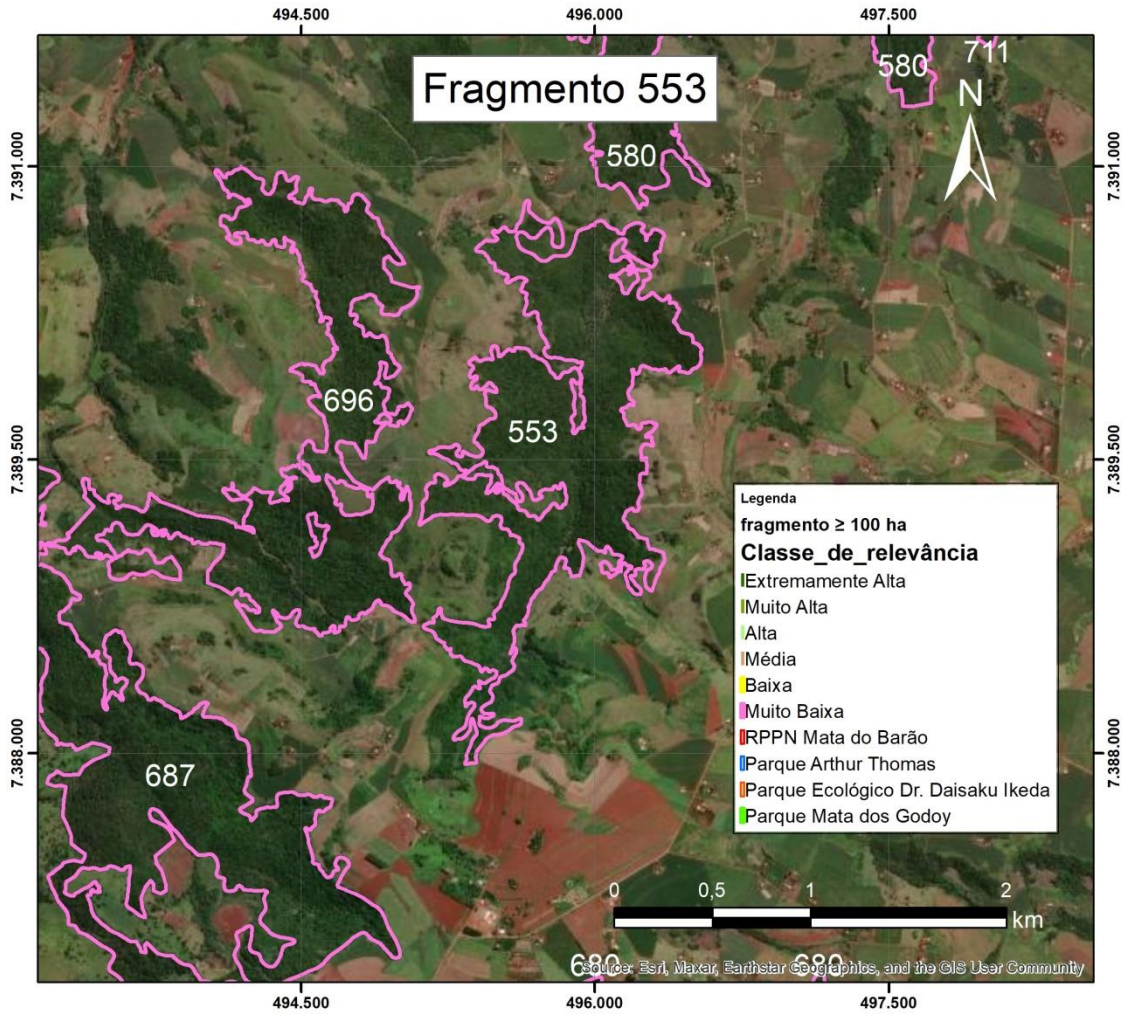 494.500
496.000
497.500
Fragmento 553
580
711
N
580
7.391.000
7.391.000
696
553
7.389.500
7.389.500
Legenda
fragmento ≥ 100 ha
Classe_de_relevância
Extremamente Alta
Muito Alta
Alta
Média
Baixa
Muito Baixa
RPPN Mata do Barão
Parque Arthur Thomas
Parque Ecológico Dr. Daisaku Ikeda
Parque Mata dos Godoy
7.388.000
7.388.000
687
0 0,5 1 2
km
680
680
Source: Esri, Maxar, Earthstar Geographics, and the GIS User Community
494.500
496.000
497.500